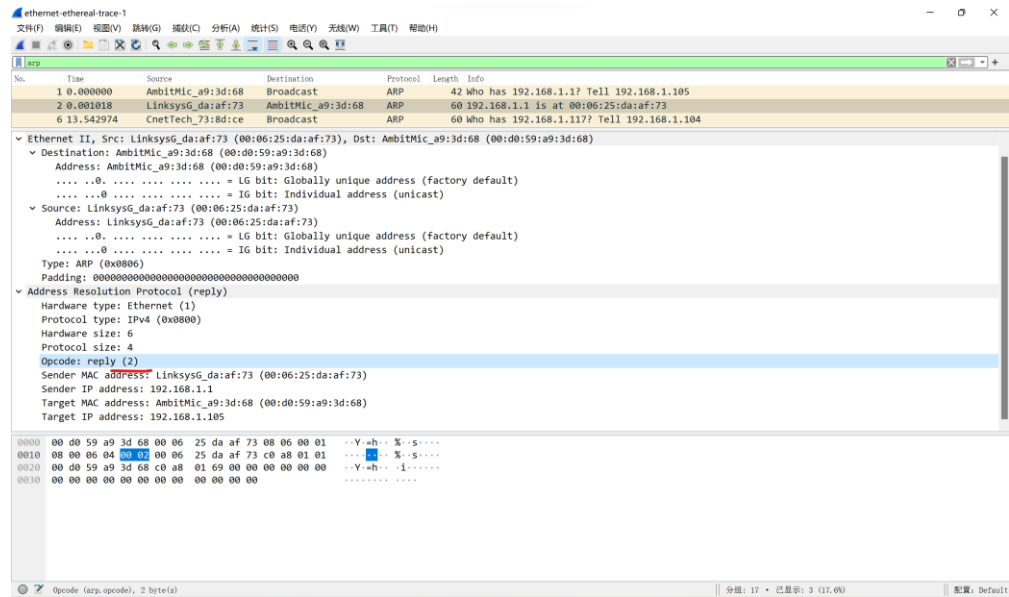 ethernet-ethereal-trace-1
文件(F) 编辑(E) 视图(V) 跳转(G) 捕获(C) 分析(A) 统计(S) 电话(Y) 无线(W) 工具(T) 帮助(H)
arp
No. Time Source Destination Protocol Length Info
1 0.000000 AmbitMic_a9:3d:68 Broadcast ARP 42 Who has 192.168.1.1? Tell 192.168.1.105
2 0.001018 LinksysG_da:af:73 AmbitMic_a9:3d:68 ARP 60 192.168.1.1 is at 00:06:25:da:af:73
6 13.542974 CnetTech_73:8d:ce Broadcast ARP 60 Who has 192.168.1.117? Tell 192.168.1.104
Ethernet II, Src: LinksysG_da:af:73 (00:06:25:da:af:73), Dst: AmbitMic_a9:3d:68 (00:d0:59:a9:3d:68)
Destination: AmbitMic_a9:3d:68 (00:d0:59:a9:3d:68)
Address: AmbitMic_a9:3d:68 (00:d0:59:a9:3d:68)
.... ..0. .... .... .... .... = LG bit: Globally unique address (factory default)
.... ...0 .... .... .... .... = IG bit: Individual address (unicast)
Source: LinksysG_da:af:73 (00:06:25:da:af:73)
Address: LinksysG_da:af:73 (00:06:25:da:af:73)
.... ..0. .... .... .... .... = LG bit: Globally unique address (factory default)
.... ...0 .... .... .... .... = IG bit: Individual address (unicast)
Type: ARP (0x0806)
Padding: 000000000000000000000000000000000000
Address Resolution Protocol (reply)
Hardware type: Ethernet (1)
Protocol type: IPv4 (0x0800)
Hardware size: 6
Protocol size: 4
Opcode: reply (2)
Sender MAC address: LinksysG_da:af:73 (00:06:25:da:af:73)
Sender IP address: 192.168.1.1
Target MAC address: AmbitMic_a9:3d:68 (00:d0:59:a9:3d:68)
Target IP address: 192.168.1.105
0000 00 d0 59 a9 3d 68 00 06 25 da af 73 08 06 00 01 ··Y·=h·· %··s····
0010 08 00 06 04 00 02 00 06 25 da af 73 c0 a8 01 01 ········ %··s····
0020 00 d0 59 a9 3d 68 c0 a8 01 69 00 00 00 00 00 00 ··Y·=h·· ·i······
0030 00 00 00 00 00 00 00 00 00 00 00 00 ········ ····
Opcode (arp.opcode), 2 byte(s) 分组: 17 · 已显示: 3 (17.6%) 配置: Default